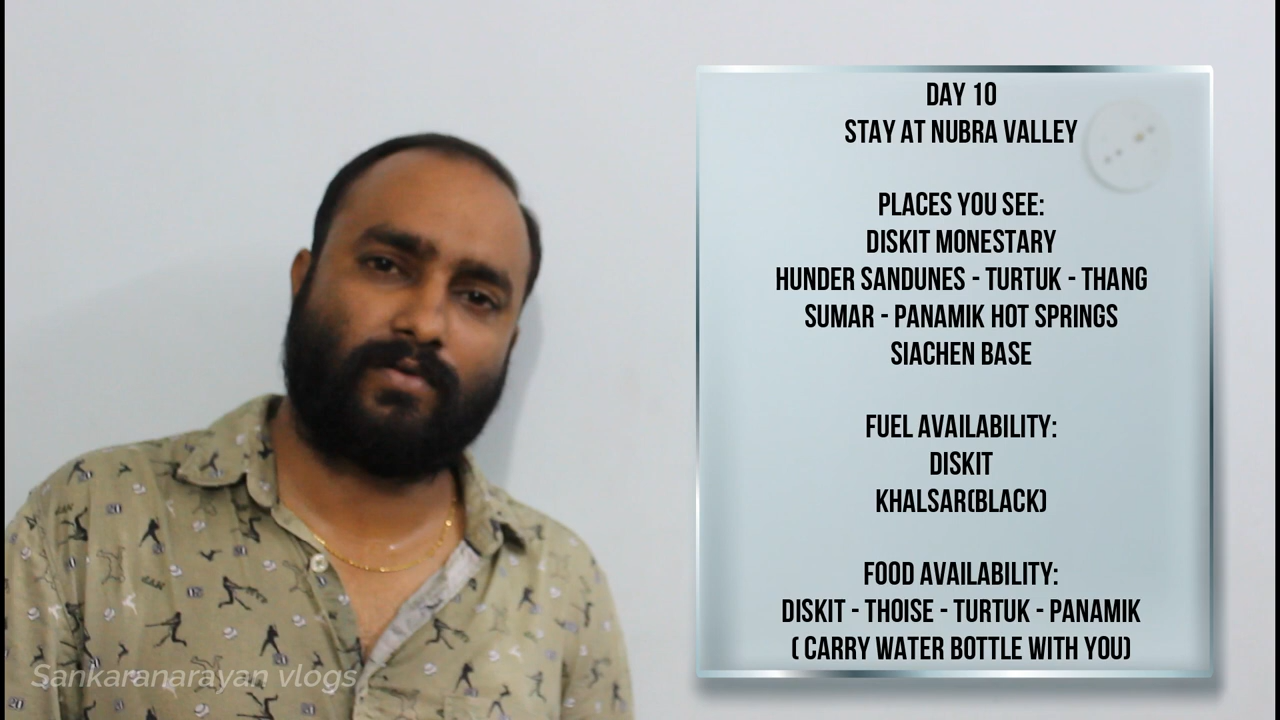 DAY 10
STAY AT NUBRA VALLEY
PLACES YOU SEE:
DISKIT MONESTARY
HUNDER SANDUNES - TURTUK - THANG
SUMAR - PANAMIK HOT SPRINGS
SIACHEN BASE
FUEL AVAILABILITY:
DISKIT
KHALSAR(BLACK)
FOOD AVAILABILITY:
DISKIT - THOISE - TURTUK - PANAMIK
( CARRY WATER BOTTLE WITH YOU)
Sankaranarayan vlogs